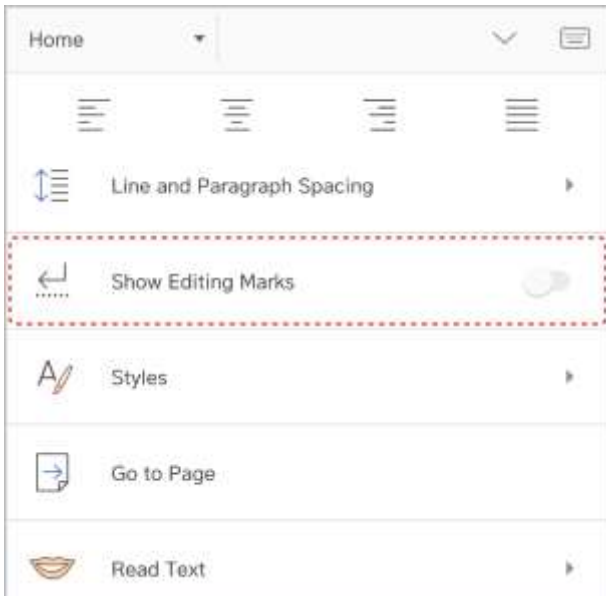 Home
Line and Paragraph Spacing
Show Editing Marks
Styles
Go to Page
Read Text